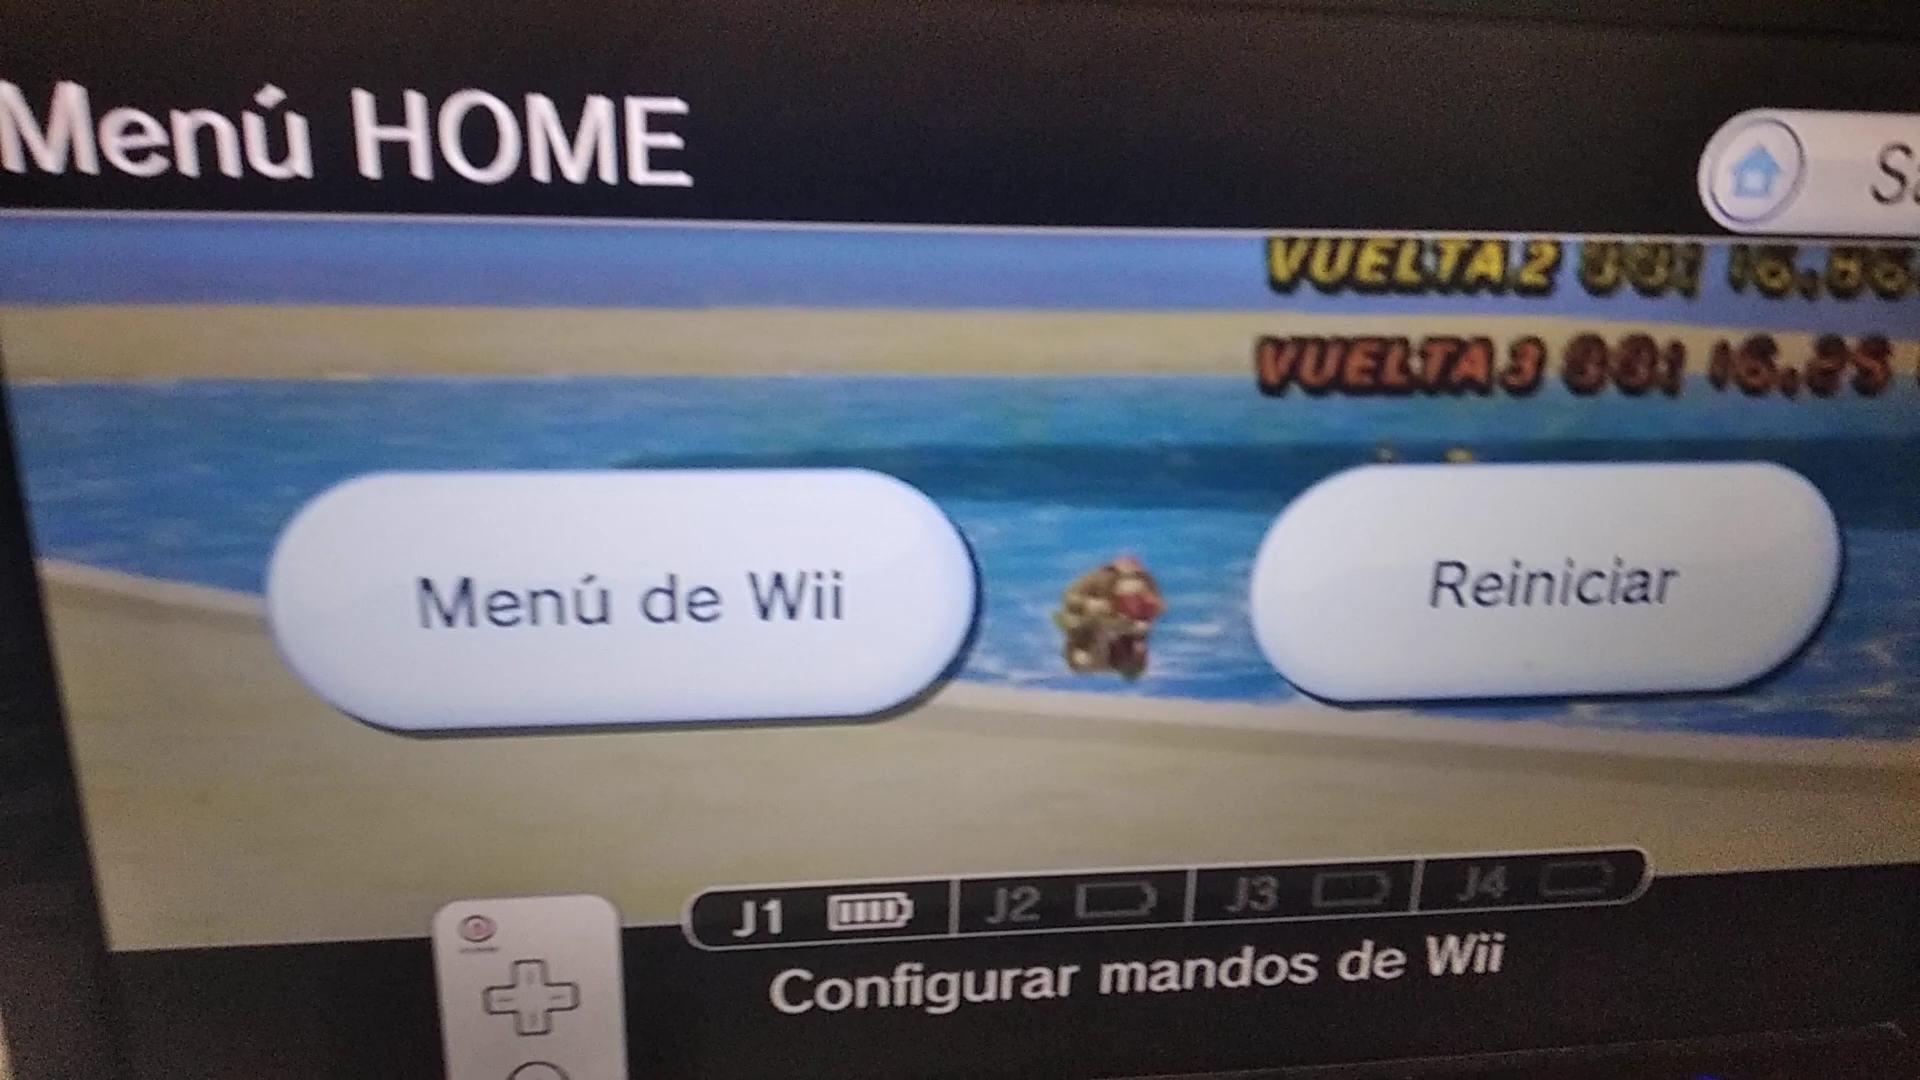 Menú HOME
VUELTA 2
VUELTA 3
Menú de Wii
Reiniciar
J1 J2 J3 J4
Configurar mandos de Wii